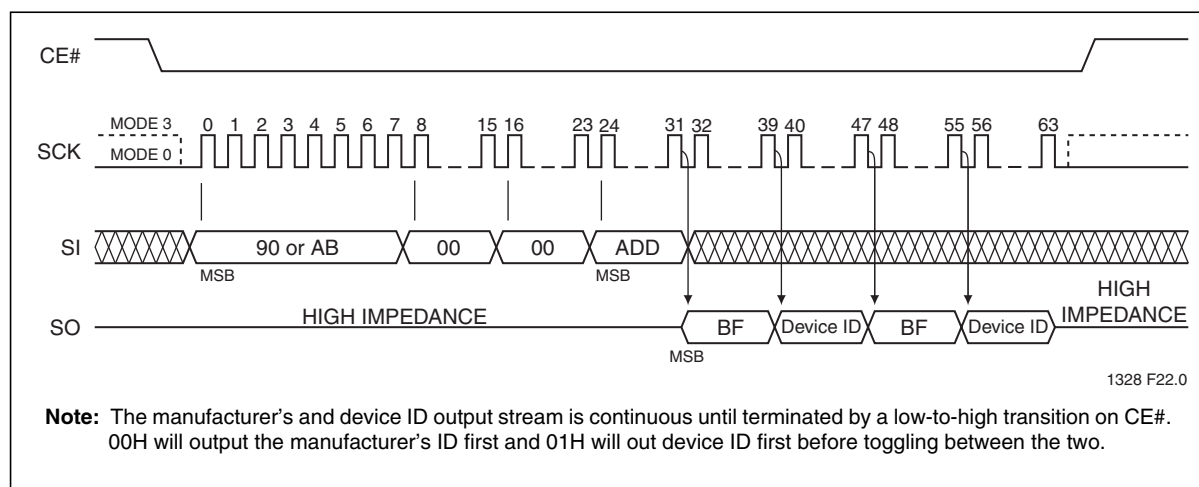 CE#
MODE 3 0 1 2 3 4 5 6 7 8 15 16 23 24 31 32 39 40 47 48 55 56 63
SCK MODE 0
SI 90 or AB 00 00 ADD
MSB MSB
HIGH IMPEDANCE
HIGH
IMPEDANCE
SO BF Device ID BF Device ID
MSB
1328 F22.0
Note: The manufacturer's and device ID output stream is continuous until terminated by a low-to-high transition on CE#.
00H will output the manufacturer's ID first and 01H will out device ID first before toggling between the two.